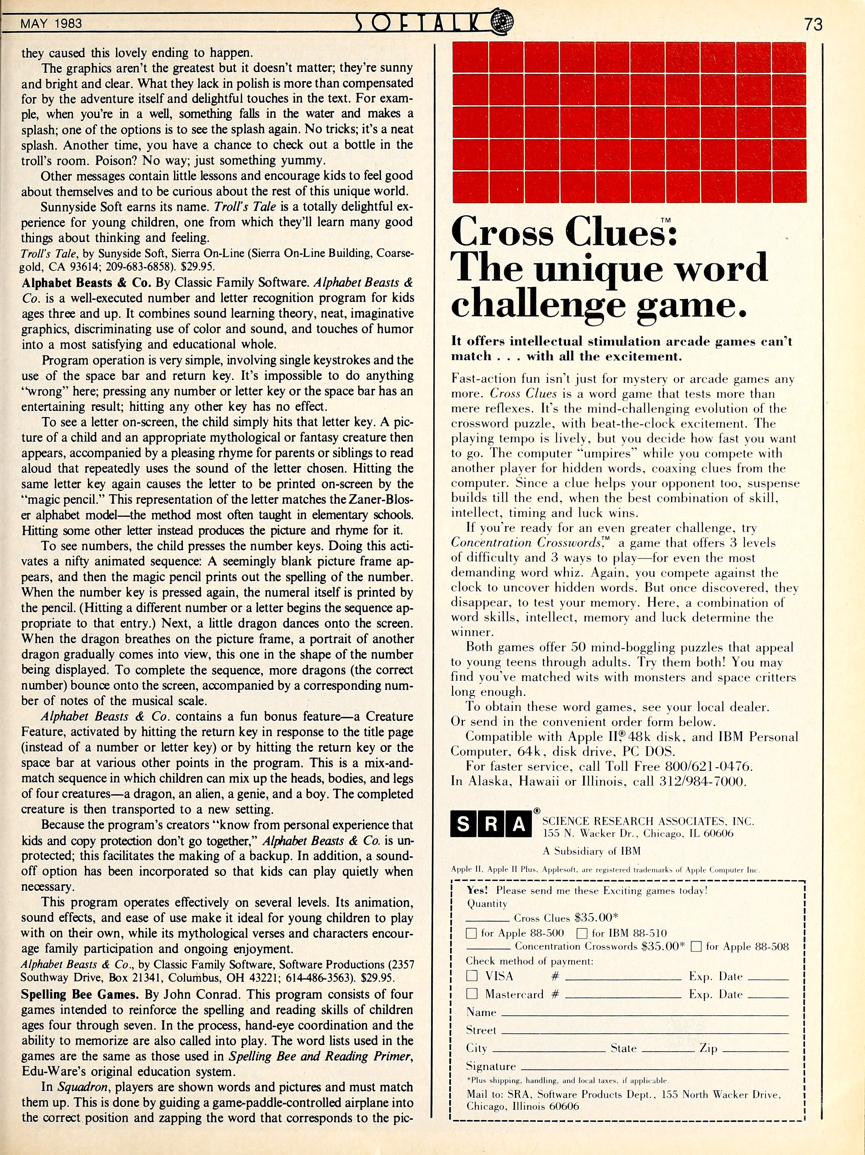 MAY 1983
SOFTALK
73
they caused this lovely ending to happen.
The graphics aren't the greatest but it doesn't matter; they're sunny
and bright and clear. What they lack in polish is more than compensated
for by the adventure itself and delightful touches in the text. For exam-
ple, when you're in a well, something falls in the water and makes a
splash; one of the options is to see the splash again. No tricks; it's a neat
splash. Another time, you have a chance to check out a bottle in the
troll's room. Poison? No way; just something yummy.
Other messages contain little lessons and encourage kids to feel good
about themselves and to be curious about the rest of this unique world.
Sunnyside Soft earns its name. Troll's Tale is a totally delightful ex-
perience for young children, one from which they'll learn many good
things about thinking and feeling.
Troll's Tale, by Sunyside Soft, Sierra On-Line (Sierra On-Line Building, Coarse-
gold, CA 93614; 209-683-6858). $29.95.
Alphabet Beasts & Co. By Classic Family Software. Alphabet Beasts &
Co. is a well-executed number and letter recognition program for kids
ages three and up. It combines sound learning theory, neat, imaginative
graphics, discriminating use of color and sound, and touches of humor
into a most satisfying and educational whole.
Program operation is very simple, involving single keystrokes and the
use of the space bar and return key. It's impossible to do anything
"wrong" here; pressing any number or letter key or the space bar has an
entertaining result; hitting any other key has no effect.
To see a letter on-screen, the child simply hits that letter key. A pic-
ture of a child and an appropriate mythological or fantasy creature then
appears, accompanied by a pleasing rhyme for parents or siblings to read
aloud that repeatedly uses the sound of the letter chosen. Hitting the
same letter key again causes the letter to be printed on-screen by the
"magic pencil." This representation of the letter matches the Zaner-Blos-
er alphabet model—the method most often taught in elementary schools.
Hitting some other letter instead produces the picture and rhyme for it.
To see numbers, the child presses the number keys. Doing this acti-
vates a nifty animated sequence: A seemingly blank picture frame ap-
pears, and then the magic pencil prints out the spelling of the number.
When the number key is pressed again, the numeral itself is printed by
the pencil. (Hitting a different number or a letter begins the sequence ap-
propriate to that entry.) Next, a little dragon dances onto the screen.
When the dragon breathes on the picture frame, a portrait of another
dragon gradually comes into view, this one in the shape of the number
being displayed. To complete the sequence, more dragons (the correct
number) bounce onto the screen, accompanied by a corresponding num-
ber of notes of the musical scale.
Alphabet Beasts & Co. contains a fun bonus feature—a Creature
Feature, activated by hitting the return key in response to the title page
(instead of a number or letter key) or by hitting the return key or the
space bar at various other points in the program. This is a mix-and-
match sequence in which children can mix up the heads, bodies, and legs
of four creatures—a dragon, an alien, a genie, and a boy. The completed
creature is then transported to a new setting.
Because the program's creators "know from personal experience that
kids and copy protection don't go together," Alphabet Beasts & Co. is un-
protected; this facilitates the making of a backup. In addition, a sound-
off option has been incorporated so that kids can play quietly when
necessary.
This program operates effectively on several levels. Its animation,
sound effects, and ease of use make it ideal for young children to play
with on their own, while its mythological verses and characters encour-
age family participation and ongoing enjoyment.
Alphabet Beasts & Co., by Classic Family Software, Software Productions (2357
Southway Drive, Box 21341, Columbus, OH 43221; 614-486-3563). $29.95.
Spelling Bee Games. By John Conrad. This program consists of four
games intended to reinforce the spelling and reading skills of children
ages four through seven. In the process, hand-eye coordination and the
ability to memorize are also called into play. The word lists used in the
games are the same as those used in Spelling Bee and Reading Primer,
Edu-Ware's original education system.
In Squadron, players are shown words and pictures and must match
them up. This is done by guiding a game-paddle-controlled airplane into
the correct position and zapping the word that corresponds to the pic-
Cross Clues™:
The unique word
challenge game.
It offers intellectual stimulation arcade games can't
match . . . with all the excitement.
Fast-action fun isn't just for mystery or arcade games any
more. Cross Clues is a word game that tests more than
mere reflexes. It's the mind-challenging evolution of the
crossword puzzle, with beat-the-clock excitement. The
playing tempo is lively, but you decide how fast you want
to go. The computer "umpires" while you compete with
another player for hidden words, coaxing clues from the
computer. Since a clue helps your opponent too, suspense
builds till the end, when the best combination of skill,
intellect, timing and luck wins.
If you're ready for an even greater challenge, try
Concentration Crosswords,™ a game that offers 3 levels
of difficulty and 3 ways to play—for even the most
demanding word whiz. Again, you compete against the
clock to uncover hidden words. But once discovered, they
disappear, to test your memory. Here, a combination of
word skills, intellect, memory and luck determine the
winner.
Both games offer 50 mind-boggling puzzles that appeal
to young teens through adults. Try them both! You may
find you've matched wits with monsters and space critters
long enough.
To obtain these word games, see your local dealer.
Or send in the convenient order form below.
Compatible with Apple II,® 48k disk, and IBM Personal
Computer, 64k, disk drive, PC DOS.
For faster service, call Toll Free 800/621-0476.
In Alaska, Hawaii or Illinois, call 312/984-7000.
SRA®
SCIENCE RESEARCH ASSOCIATES, INC.
155 N. Wacker Dr., Chicago, IL 60606
A Subsidiary of IBM
Apple II, Apple II Plus, Applesoft, are registered trademarks of Apple Computer Inc.
Yes! Please send me these Exciting games today!
Quantity
______ Cross Clues $35.00*
☐ for Apple 88-500 ☐ for IBM 88-510
______ Concentration Crosswords $35.00* ☐ for Apple 88-508
Check method of payment:
☐ VISA # ______ Exp. Date ______
☐ Mastercard # ______ Exp. Date ______
Name ______
Street ______
City ______ State ______ Zip ______
Signature ______
*Plus shipping, handling, and local taxes, if applicable.
Mail to: SRA, Software Products Dept., 155 North Wacker Drive,
Chicago, Illinois 60606